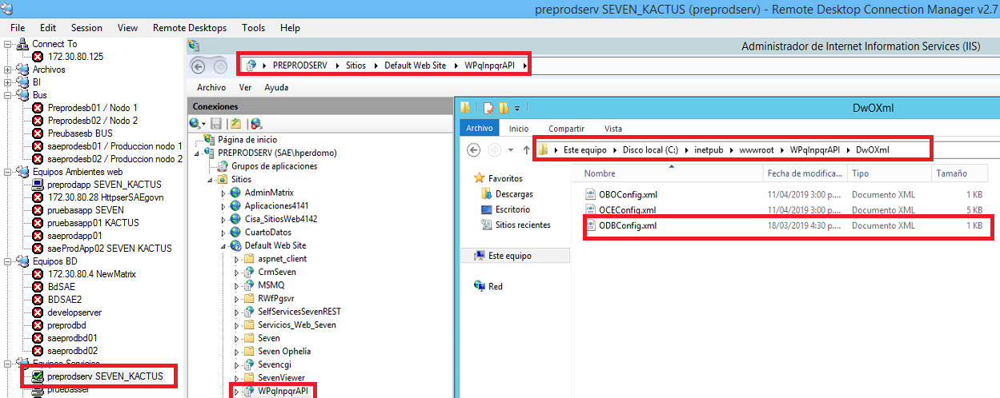 preprodserv SEVEN_KACTUS (preprodserv) - Remote Desktop Connection Manager v2.7
File Edit Session View Remote Desktops Tools Help
Connect To
172.30.80.125
Archivos
BI
Bus
Preprodesb01 / Nodo 1
Preprodesb02 / Nodo 2
Preubasesb BUS
saeprodesb01 / Produccion nodo 1
saeprodesb02 / Produccion nodo 2
Equipos Ambientes web
preprodapp SEVEN_KACTUS
172.30.80.28 HttpserSAEgovn
pruebasapp SEVEN
pruebasapp01 KACTUS
saeprodapp01
saeProdApp02 SEVEN KACTUS
Equipos BD
172.30.80.4 NewMatrix
BdSAE
BDSAE2
developserver
preprodbd
saeprodbd01
saeprodbd02
Equipos Servicios
preprodserv SEVEN_KACTUS
pruebasser
Administrador de Internet Information Services (IIS)
PREPRODSERV Sitios Default Web Site WPqInpqrAPI
Archivo Ver Ayuda
Conexiones
Página de inicio
PREPRODSERV (SAE\hperdomo)
Grupos de aplicaciones
Sitios
AdminMatrix
Aplicaciones4141
Cisa_SitiosWeb4142
CuartoDatos
Default Web Site
aspnet_client
CrmSeven
MSMQ
RWfPgsvr
SelfServicesSevenREST
Servicios_Web_Seven
Seven
Seven Ophelia
Sevencgi
SevenViewer
WPqInpqrAPI
DwOXml
Archivo Inicio Compartir Vista
Este equipo Disco local (C:) inetpub wwwroot WPqInpqrAPI DwOXml
Favoritos
Descargas
Escritorio
Sitios recientes
Este equipo
Red
Nombre Fecha de modifica... Tipo Tamaño
OBOConfig.xml 11/04/2019 3:00 p.... Documento XML 1 KB
OCEConfig.xml 11/04/2019 3:00 p.... Documento XML 5 KB
ODBConfig.xml 18/03/2019 4:30 p.... Documento XML 1 KB